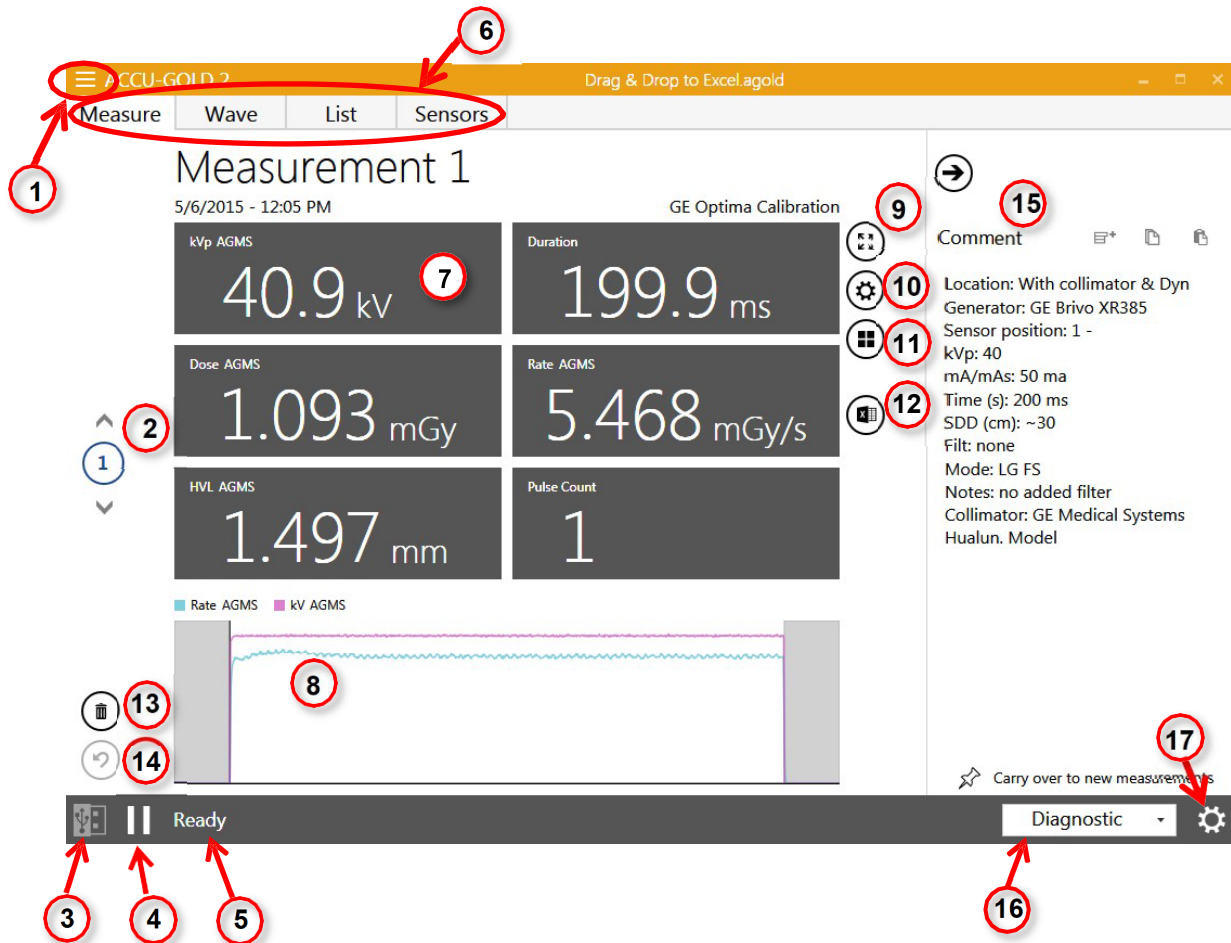 6
ACCU-GOLD 2
Drag & Drop to Excel.agold
Measure Wave List Sensors
1
Measurement 1
5/6/2015 - 12:05 PM
GE Optima Calibration
kVp AGMS
40.9 kV
7
Duration
199.9 ms
Dose AGMS
1.093 mGy
Rate AGMS
5.468 mGy/s
HVL AGMS
1.497 mm
Pulse Count
1
2
1
9
10
11
12
15
Comment
Location: With collimator & Dyn
Generator: GE Brivo XR385
Sensor position: 1 -
kVp: 40
mA/mAs: 50 ma
Time (s): 200 ms
SDD (cm): ~30
Filt: none
Mode: LG FS
Notes: no added filter
Collimator: GE Medical Systems
Hualun. Model
Rate AGMS kV AGMS
8
13
14
17
Carry over to new measurements
Ready
Diagnostic
3
4
5
16